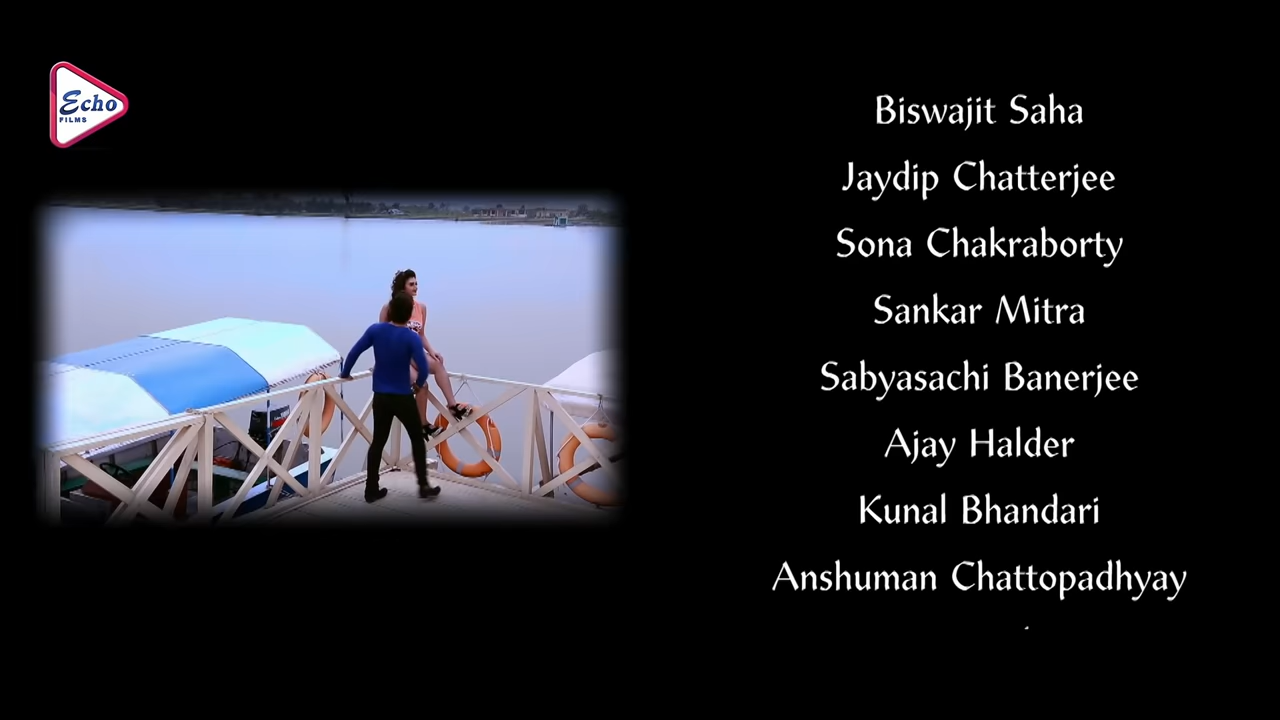 Echo
FILMS
Biswajit Saha
Jaydip Chatterjee
Sona Chakraborty
Sankar Mitra
Sabyasachi Banerjee
Ajay Halder
Kunal Bhandari
Anshuman Chattopadhyay